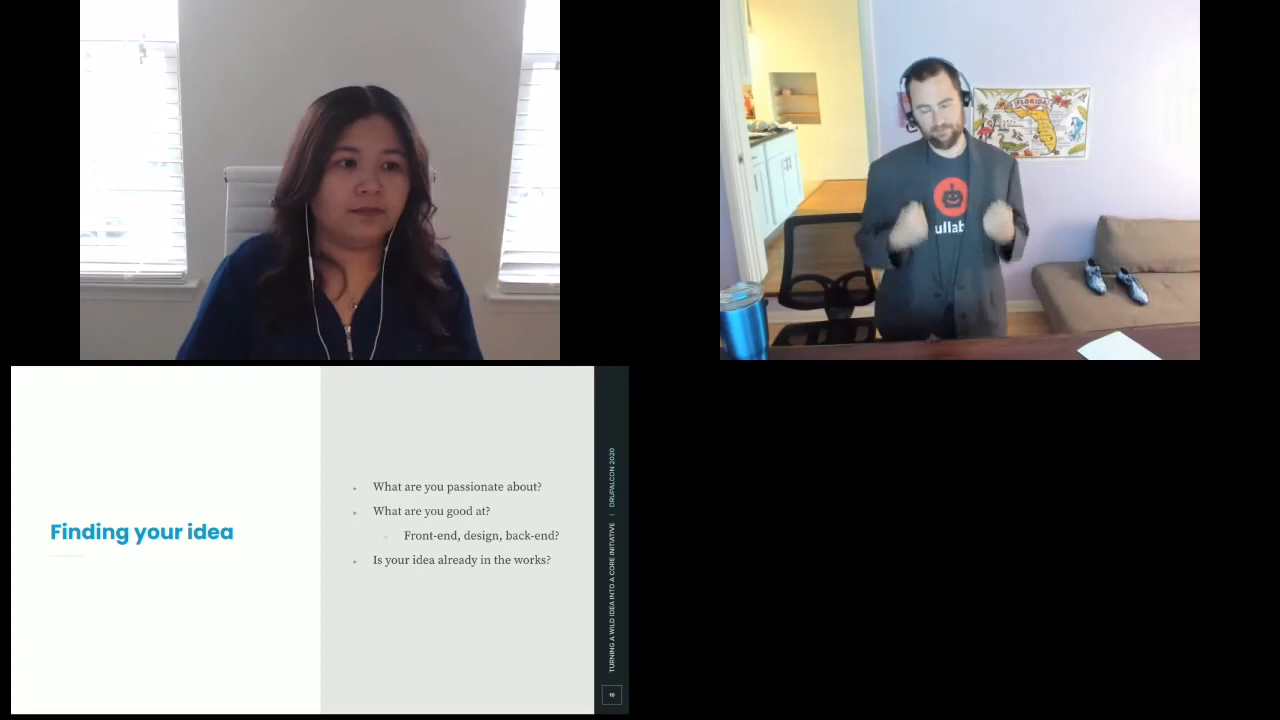 FLORIDA
ullab
Finding your idea
What are you passionate about?
What are you good at?
Front-end, design, back-end?
Is your idea already in the works?
TURNING A WILD IDEA INTO A CORE INITIATIVE | DRUPALCON 2020